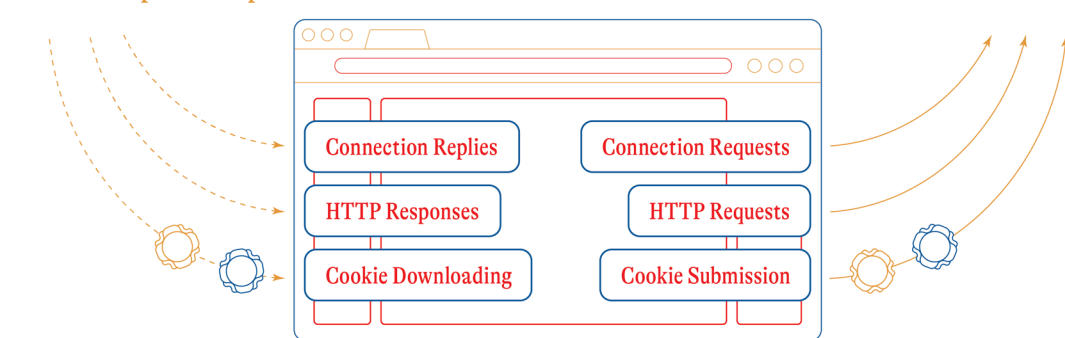 Connection Replies
Connection Requests
HTTP Responses
HTTP Requests
Cookie Downloading
Cookie Submission